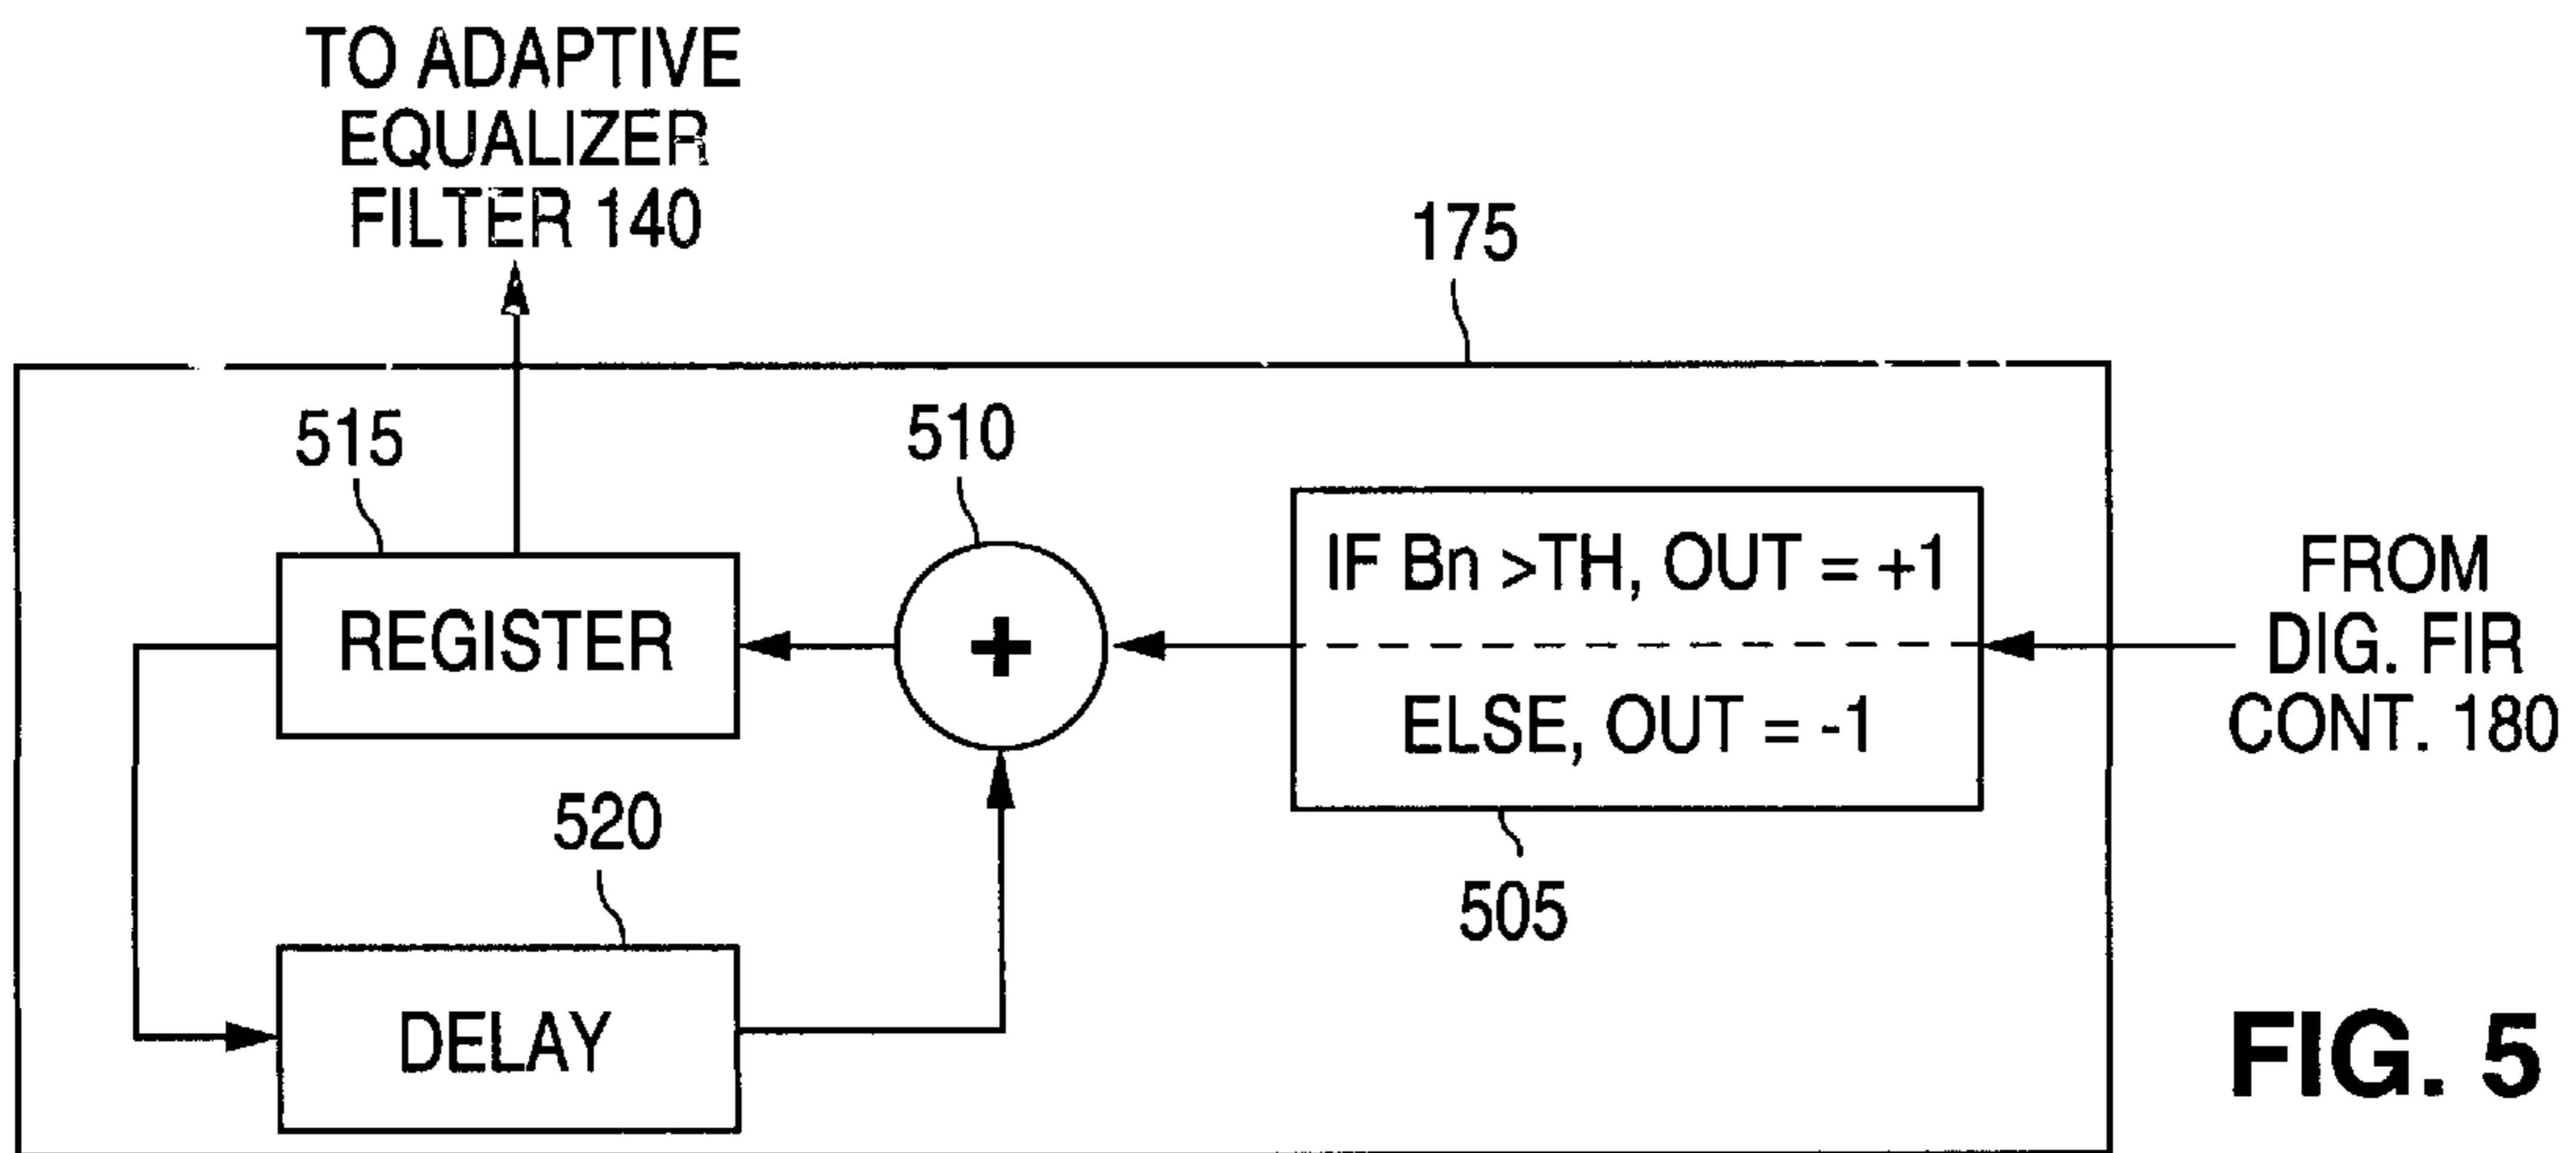 TO ADAPTIVE
EQUALIZER
FILTER 140
175
515
510
IF Bn >TH, OUT = +1
ELSE, OUT = -1
505
FROM
DIG. FIR
CONT. 180
REGISTER
+
520
DELAY
FIG. 5